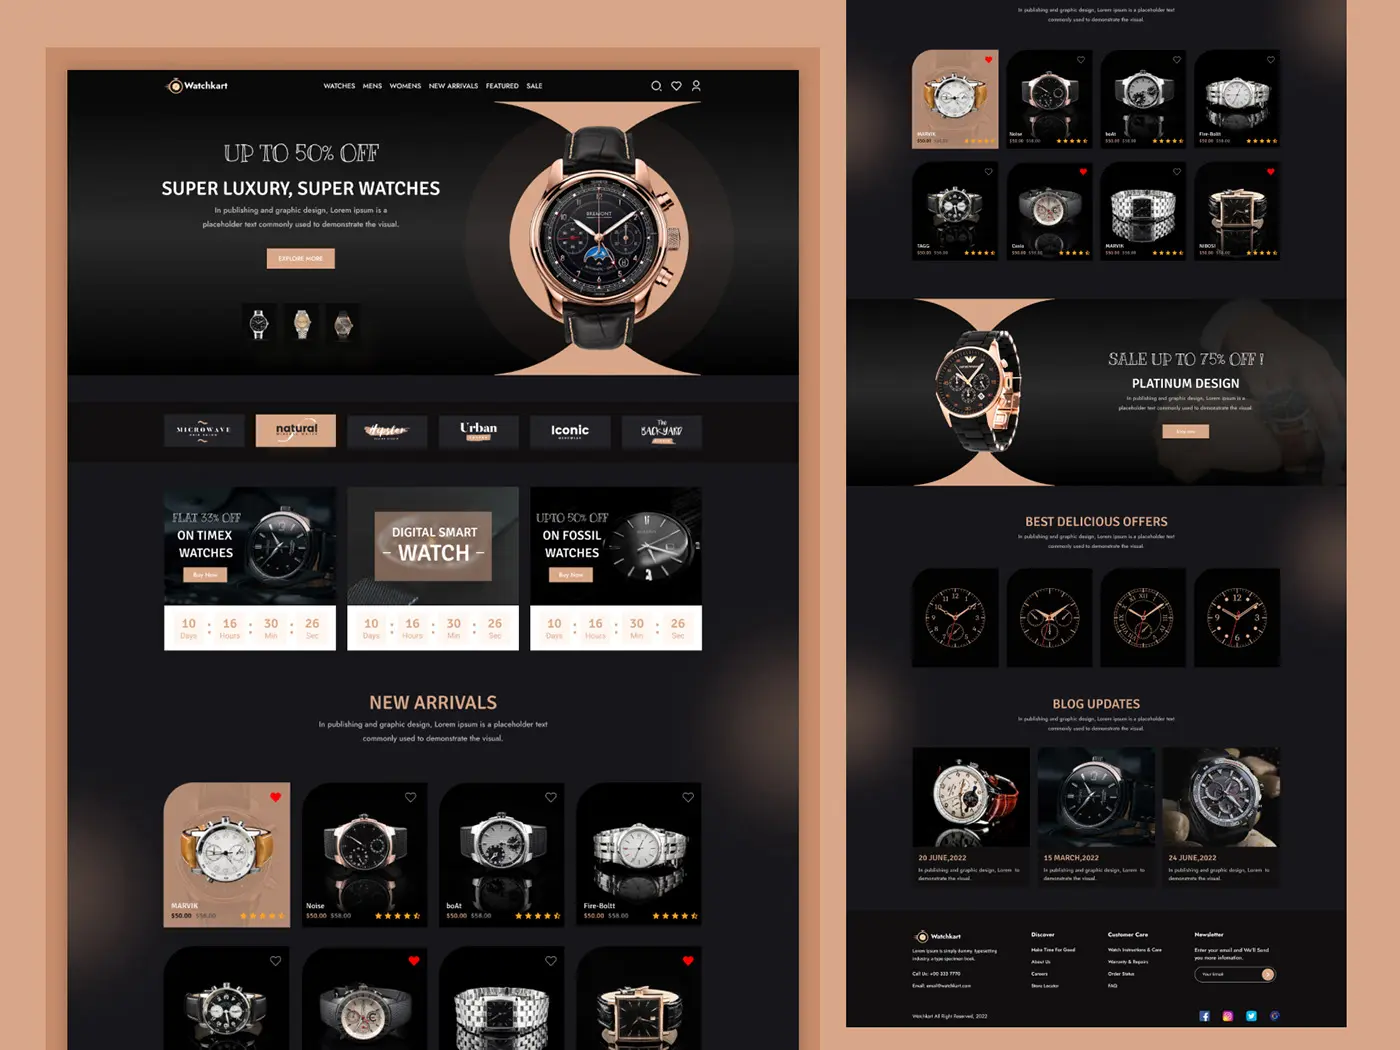 Watchkart
WATCHES MENS WOMENS NEW ARRIVALS FEATURED SALE
UP TO 50% OFF
SUPER LUXURY, SUPER WATCHES
In publishing and graphic design, Lorem ipsum is a
placeholder text commonly used to demonstrate the visual.
EXPLORE MORE
BREMONT
MICROWAVE
natural
Hipster
Urban
Iconic
The
BACKYARD
FLAT 33% OFF
ON TIMEX
WATCHES
Buy Now
DIGITAL SMART
– WATCH –
UPTO 50% OFF
ON FOSSIL
WATCHES
Buy Now
10 : 16 : 30 : 26
Days Hours Min Sec
10 : 16 : 30 : 26
Days Hours Min Sec
10 : 16 : 30 : 26
Days Hours Min Sec
NEW ARRIVALS
In publishing and graphic design, Lorem ipsum is a placeholder text
commonly used to demonstrate the visual.
MARVIK
$50.00 $58.00
Noise
$50.00 $58.00
boAt
$50.00 $58.00
Fire-Boltt
$50.00 $58.00
In publishing and graphic design, Lorem ipsum is a placeholder text
commonly used to demonstrate the visual.
MARVIK
$50.00 $58.00
Noise
$50.00 $58.00
boAt
$50.00 $58.00
Fire-Boltt
$50.00 $58.00
TAGG
$50.00 $58.00
Casio
$50.00 $58.00
MARVIK
$50.00 $58.00
NIBOSI
$50.00 $58.00
SALE UP TO 75% OFF !
PLATINUM DESIGN
In publishing and graphic design, Lorem ipsum is a
placeholder text commonly used to demonstrate the visual.
BEST DELICIOUS OFFERS
In publishing and graphic design, Lorem ipsum is a placeholder text
commonly used to demonstrate the visual.
BLOG UPDATES
In publishing and graphic design, Lorem ipsum is a placeholder text
commonly used to demonstrate the visual.
20 JUNE,2022
In publishing and graphic design, Lorem to
demonstrate the visual.
15 MARCH,2022
In publishing and graphic design, Lorem to
demonstrate the visual.
24 JUNE,2022
In publishing and graphic design, Lorem to
demonstrate the visual.
Watchkart
Lorem Ipsum is simply dummy, typesetting
industry. a type specimen book.
Call Us: +00 335 7770
Email: email@watchkart.com
Discover
Make Time For Good
About Us
Careers
Store Locator
Customer Care
Watch Instructions & Care
Warranty & Repairs
Order Status
FAQ
Newsletter
Enter your email and We'll Send
you more infomation.
Your Email
Watchkart All Right Reserved, 2022